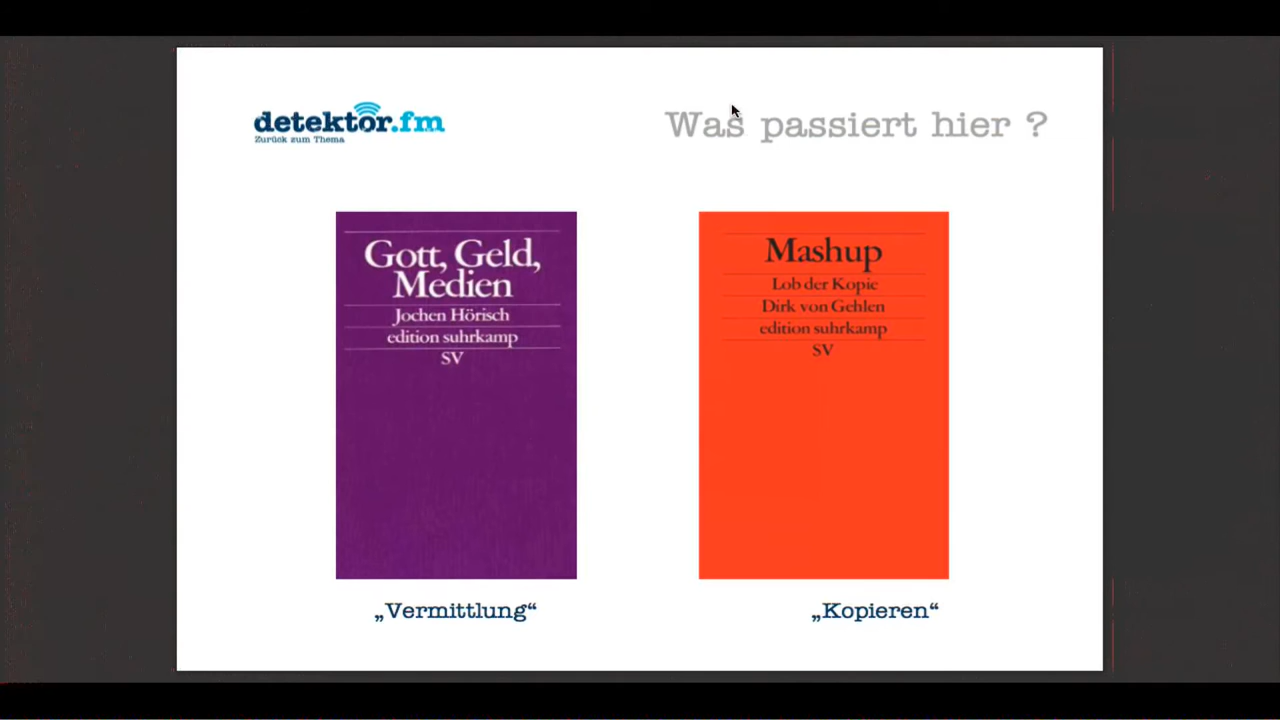 detektor.fm
Zurück zum Thema
Was passiert hier ?
Gott, Geld,
Medien
Jochen Hörisch
edition suhrkamp
SV
„Vermittlung“
Mashup
Lob der Kopie
Dirk von Gehlen
edition suhrkamp
SV
„Kopieren“